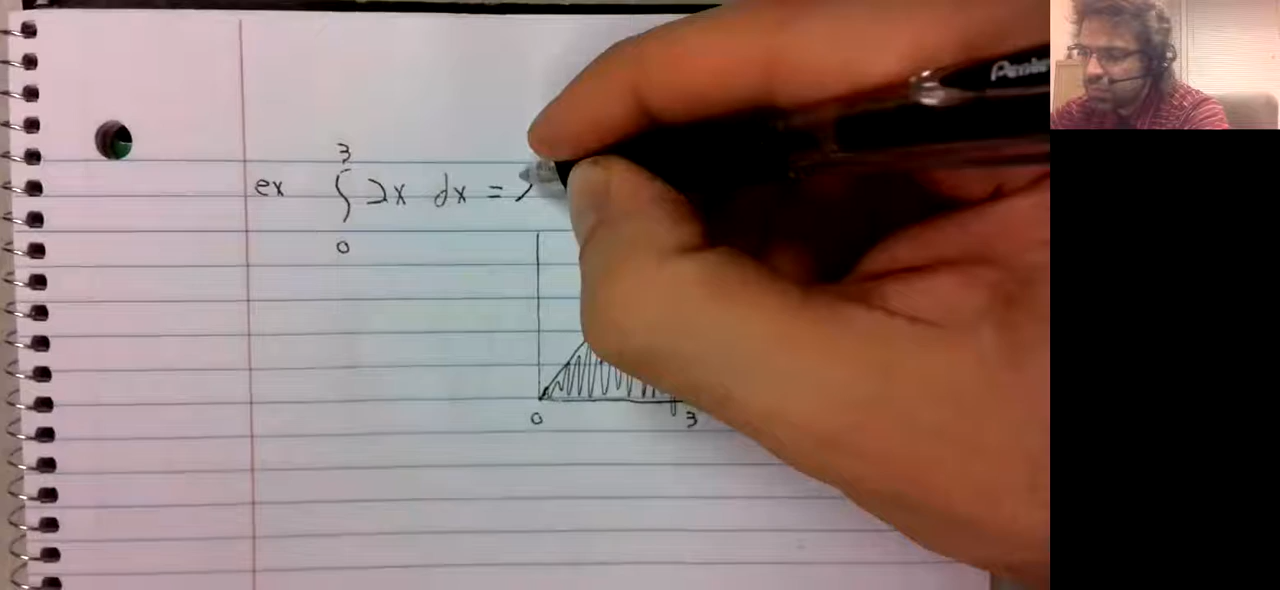 3
ex ∫ 2x dx =
0
0 3